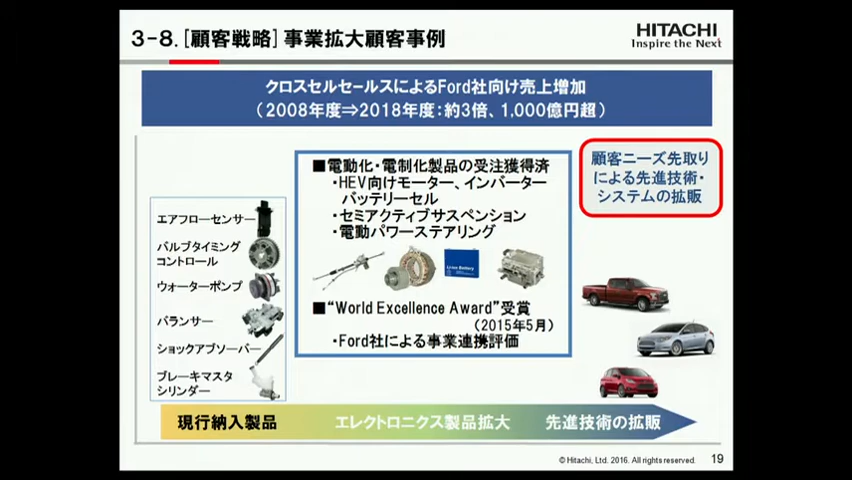 3-8. [顧客戦略] 事業拡大顧客事例
HITACHI
Inspire the Next
クロスセルセールスによるFord社向け売上増加
（2008年度⇒2018年度：約3倍、1,000億円超）
■電動化・電制化製品の受注獲得済
・HEV向けモーター、インバーター
バッテリーセル
・セミアクティブサスペンション
・電動パワーステアリング
Li-ion Battery
■“World Excellence Award”受賞
（2015年5月）
・Ford社による事業連携評価
顧客ニーズ先取り
による先進技術・
システムの拡販
エアフローセンサー
バルブタイミング
コントロール
ウォーターポンプ
バランサー
ショックアブソーバー
ブレーキマスタ
シリンダー
現行納入製品
エレクトロニクス製品拡大
先進技術の拡販
© Hitachi, Ltd. 2016. All rights reserved.
19